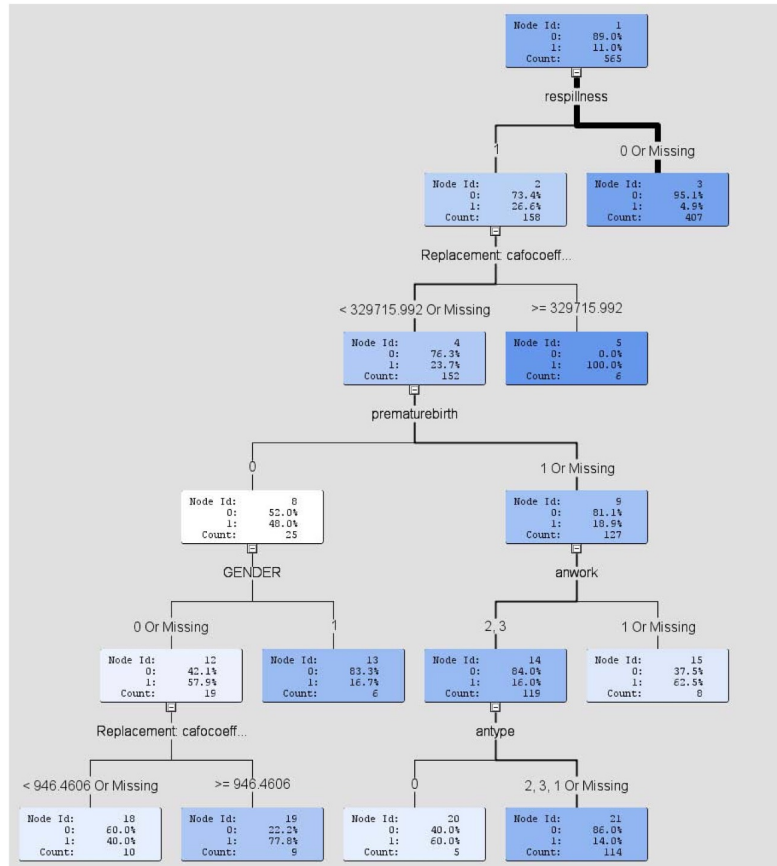 Node Id: 1
0: 89.0%
1: 11.0%
Count: 565
respillness
1
0 Or Missing
Node Id: 2
0: 73.4%
1: 26.6%
Count: 158
Node Id: 3
0: 95.1%
1: 4.9%
Count: 407
Replacement: cafocoeff...
< 329715.992 Or Missing
>= 329715.992
Node Id: 4
0: 76.3%
1: 23.7%
Count: 152
Node Id: 5
0: 0.0%
1: 100.0%
Count: 6
prematurebirth
0
1 Or Missing
Node Id: 8
0: 52.0%
1: 48.0%
Count: 25
Node Id: 9
0: 81.1%
1: 18.9%
Count: 127
GENDER
anwork
0 Or Missing
1
2, 3
1 Or Missing
Node Id: 12
0: 42.1%
1: 57.9%
Count: 19
Node Id: 13
0: 83.3%
1: 16.7%
Count: 6
Node Id: 14
0: 84.0%
1: 16.0%
Count: 119
Node Id: 15
0: 37.5%
1: 62.5%
Count: 8
Replacement: cafocoeff...
antype
< 946.4606 Or Missing
>= 946.4606
0
2, 3, 1 Or Missing
Node Id: 18
0: 60.0%
1: 40.0%
Count: 10
Node Id: 19
0: 22.2%
1: 77.8%
Count: 9
Node Id: 20
0: 40.0%
1: 60.0%
Count: 5
Node Id: 21
0: 86.0%
1: 14.0%
Count: 114